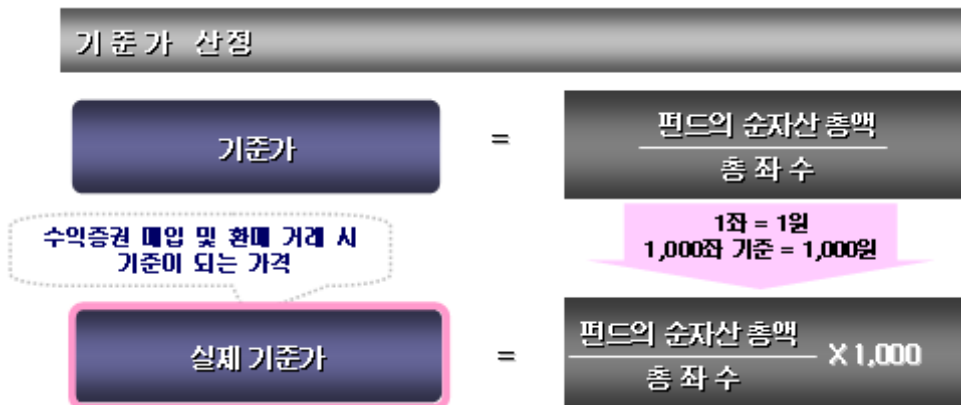 기준가 산정
기준가
=
펀드의 순자산 총액
총 좌 수
수익증권 매입 및 환매 거래 시
기준이 되는 가격
1좌 = 1원
1,000좌 기준 = 1,000원
실제 기준가
=
펀드의 순자산 총액
총 좌 수
X 1,000